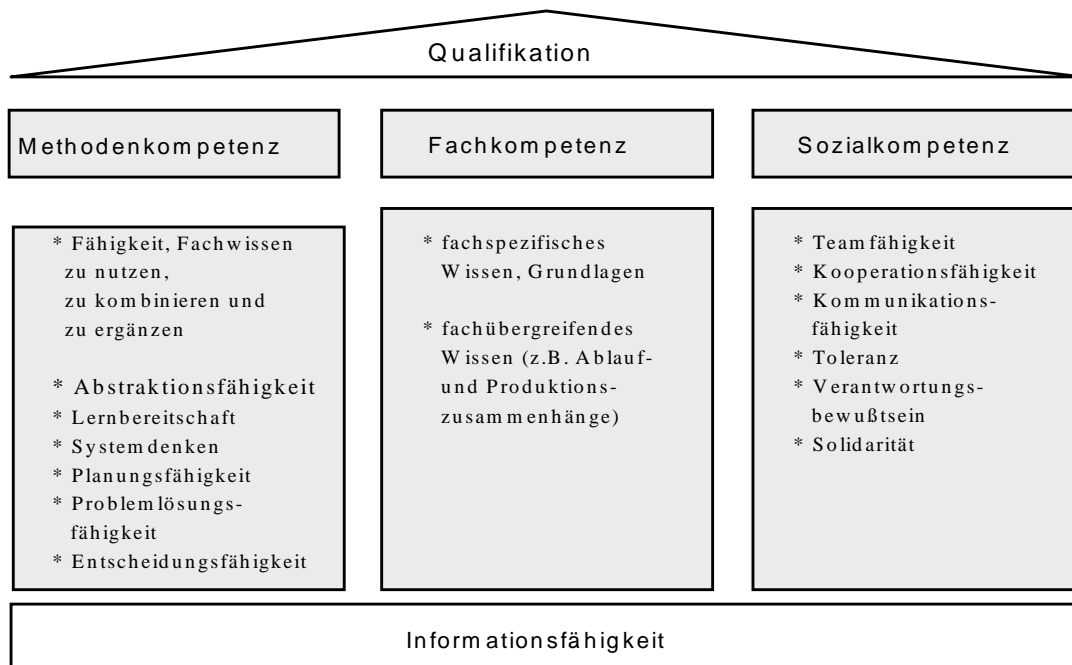 Qualifikation
Methodenkompetenz
* Fähigkeit, Fachwissen
zu nutzen,
zu kombinieren und
zu ergänzen
* Abstraktionsfähigkeit
* Lernbereitschaft
* Systemdenken
* Planungsfähigkeit
* Problemlösungs-
fähigkeit
* Entscheidungsfähigkeit
Fachkompetenz
* fachspezifisches
Wissen, Grundlagen
* fachübergreifendes
Wissen (z.B. Ablauf-
und Produktions-
zusammenhänge)
Sozialkompetenz
* Teamfähigkeit
* Kooperationsfähigkeit
* Kommunikations-
fähigkeit
* Toleranz
* Verantwortungs-
bewußtsein
* Solidarität
Informationsfähigkeit